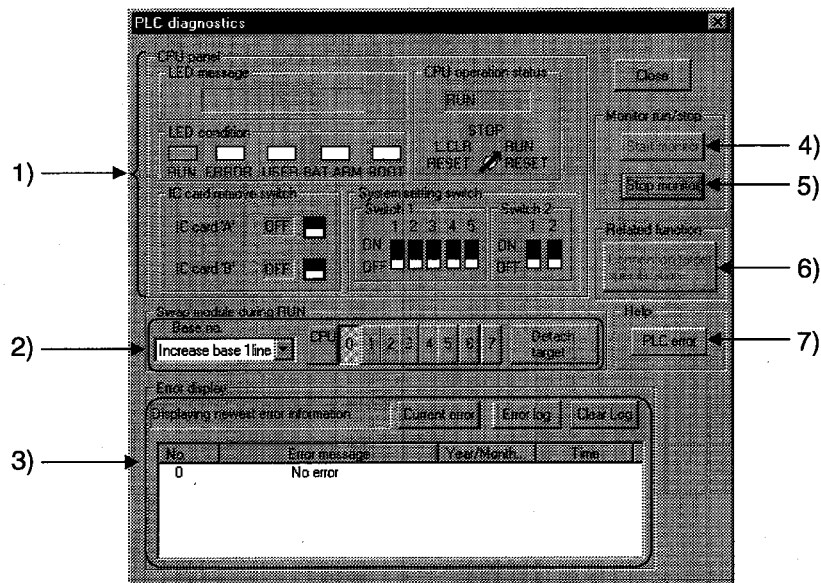 PLC diagnostics
CPU panel
LED message
CPU operation status
RUN
STOP
L.CLR RUN
RESET RESET
LED condition
RUN ERROR USER BAT.ARM BOOT
IC card remove switch
IC card 'A' OFF
IC card 'B' OFF
System setting switch
Switch 1
1 2 3 4 5
ON
OFF
Switch 2
1 2
ON
OFF
Close
Monitor run/stop
Start monitor
Stop monitor
Related function
Help
PLC error
Swap module during RUN
Base no.
Increase base 1line
CPU 0 1 2 3 4 5 6 7
Detach target
Error display
Displaying newest error information
Current error
Error log
Clear Log
No. Error message Year/Month.. Time
0 No error
1)
2)
3)
4)
5)
6)
7)